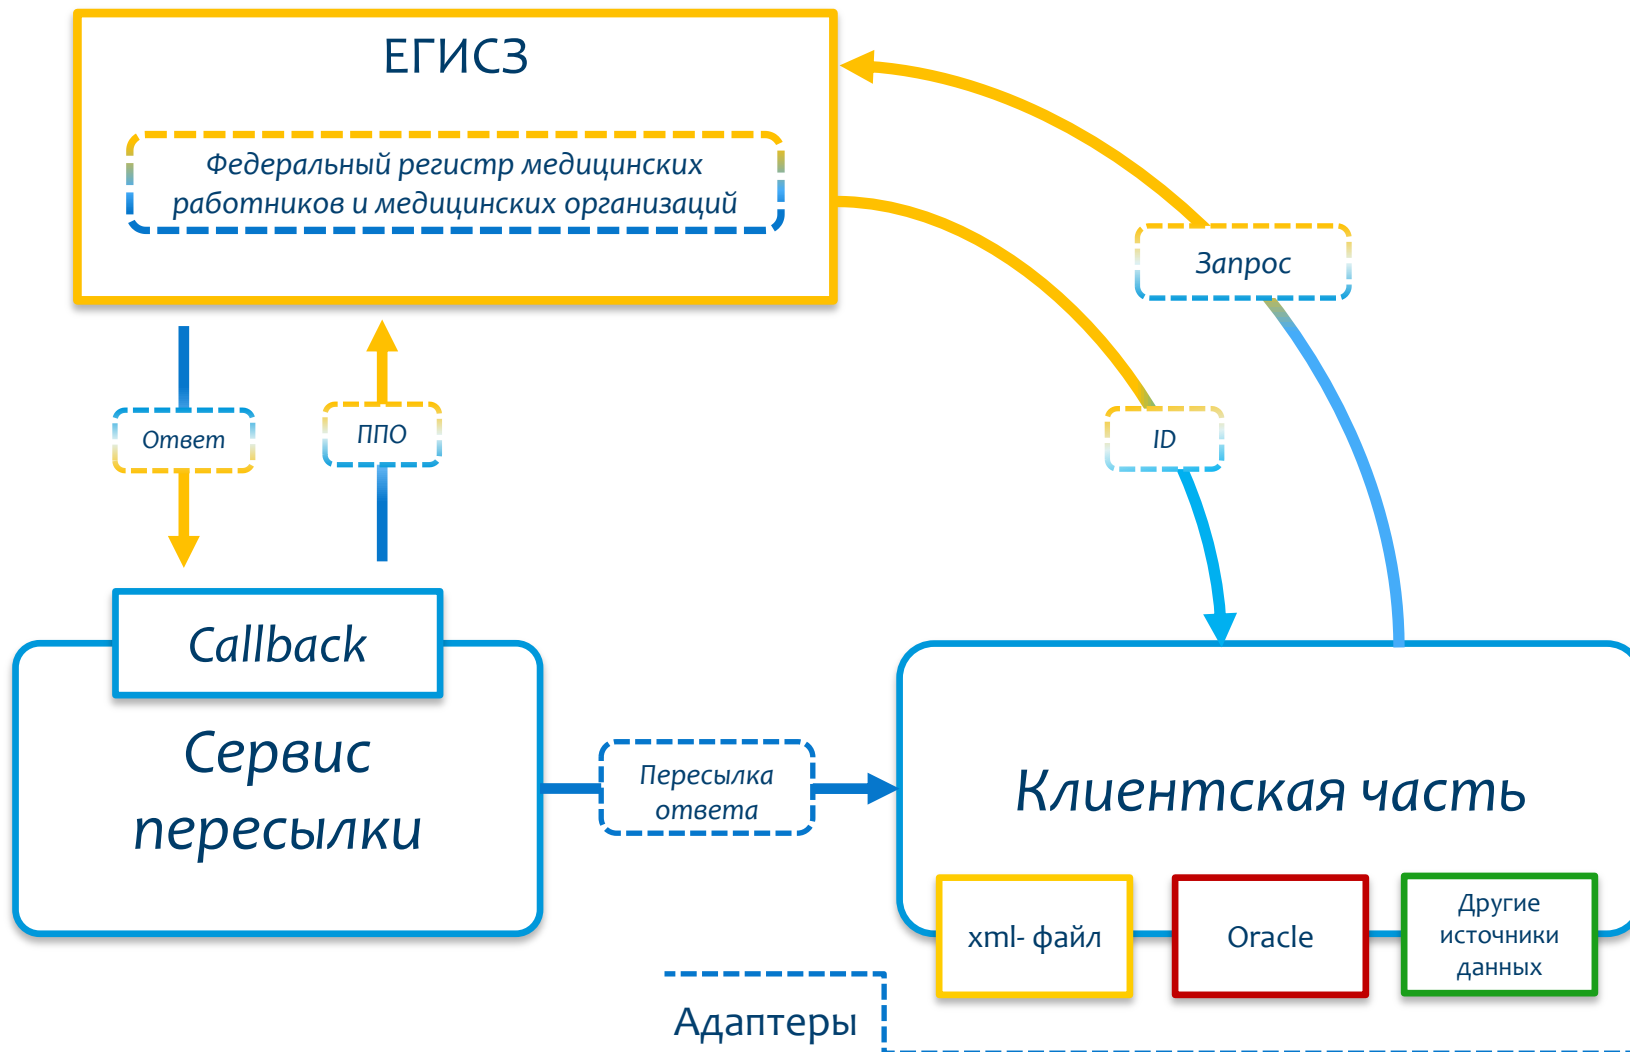 ЕГИСЗ
Федеральный регистр медицинских
работников и медицинских организаций
Запрос
Ответ
ППО
ID
Callback
Сервис
пересылки
Пересылка
ответа
Клиентская часть
xml- файл
Oracle
Другие
источники
данных
Адаптеры